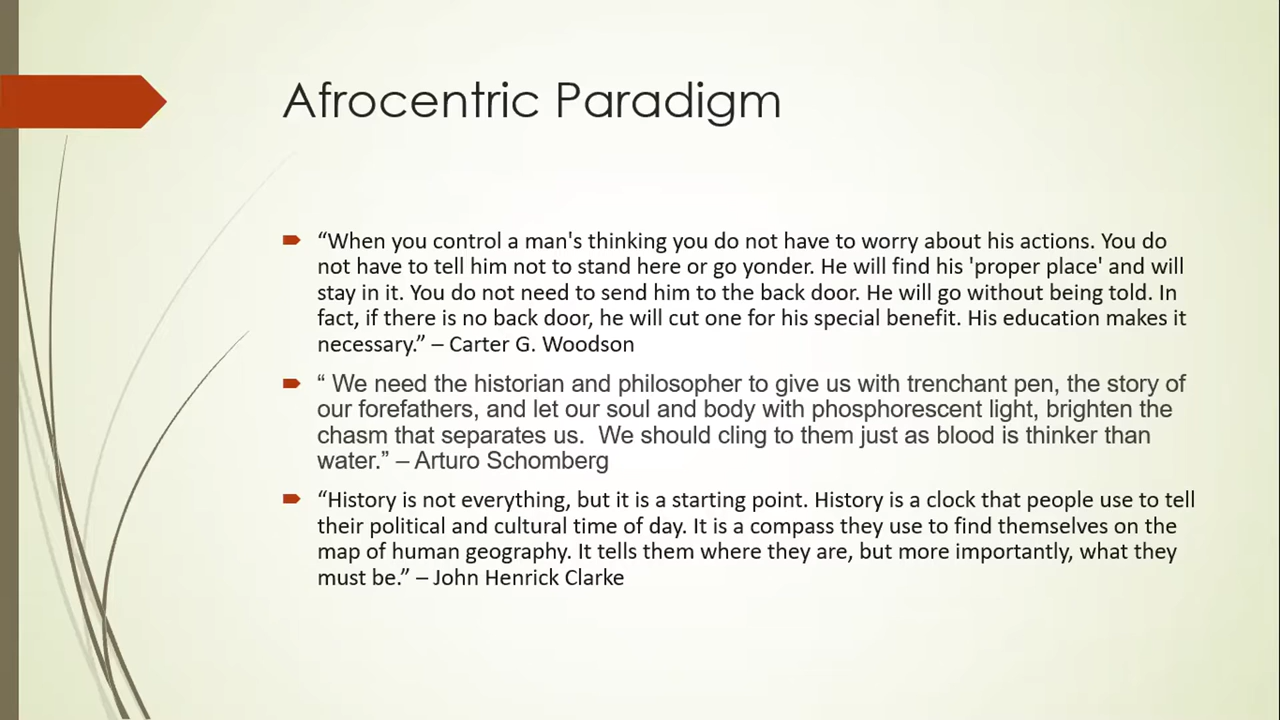 Afrocentric Paradigm
“When you control a man's thinking you do not have to worry about his actions. You do
not have to tell him not to stand here or go yonder. He will find his 'proper place' and will
stay in it. You do not need to send him to the back door. He will go without being told. In
fact, if there is no back door, he will cut one for his special benefit. His education makes it
necessary.” – Carter G. Woodson
“ We need the historian and philosopher to give us with trenchant pen, the story of
our forefathers, and let our soul and body with phosphorescent light, brighten the
chasm that separates us.  We should cling to them just as blood is thinker than
water.” – Arturo Schomberg
“History is not everything, but it is a starting point. History is a clock that people use to tell
their political and cultural time of day. It is a compass they use to find themselves on the
map of human geography. It tells them where they are, but more importantly, what they
must be.” – John Henrick Clarke